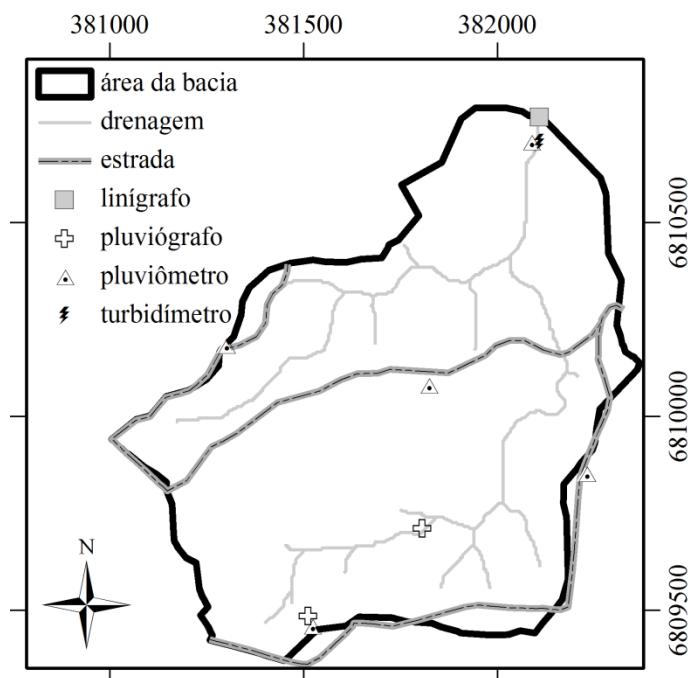 381000 381500 382000
área da bacia
drenagem
estrada
linígrafo
pluviógrafo
pluviômetro
turbidímetro
6810500
6810000
6809500
N